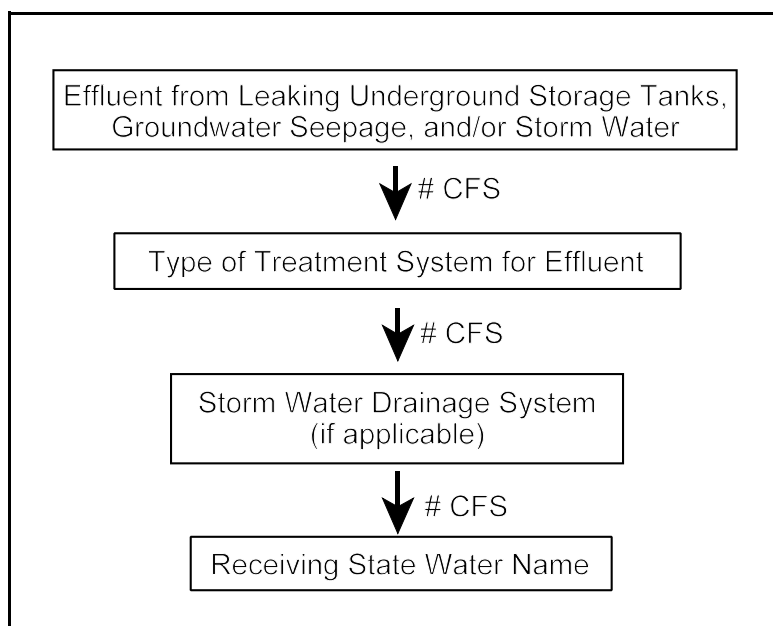 Effluent from Leaking Underground Storage Tanks,
Groundwater Seepage, and/or Storm Water
# CFS
Type of Treatment System for Effluent
# CFS
Storm Water Drainage System
(if applicable)
# CFS
Receiving State Water Name